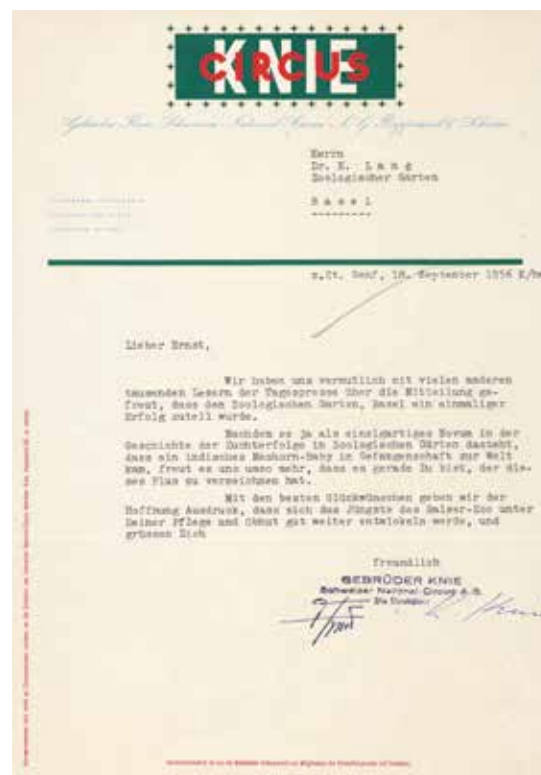 KNIE
CIRCUS
Herrn
Dr. E. Lang
Zoologischer Garten
Basel
z.Zt. Genf, 18. September 1956 K/
Lieber Ernst,
Wir haben uns vermutlich mit vielen anderen
tausenden Lesern der Tagespresse über die Mitteilung ge-
freut, dass dem Zoologischen Garten, Basel ein einmaliger
Erfolg zuteil wurde.
Nachdem es ja als einzigartiges Novum in der
Geschichte der Zuchterfolge in Zoologischen Gärten dasteht,
dass ein indisches Nashorn-Baby in Gefangenschaft zur Welt
kam, freut es uns umso mehr, dass es gerade Du bist, der die-
ses Plus zu verzeichnen hat.
Mit den besten Glückwünschen geben wir der
Hoffnung Ausdruck, dass sich das Jüngste des Basler-Zoo unter
Deiner Pflege und Obhut gut weiter entwickeln werde, und
grüssen Dich
freundlich
GEBRÜDER KNIE
Schweizer National-Circus A.G.
Die Direktion